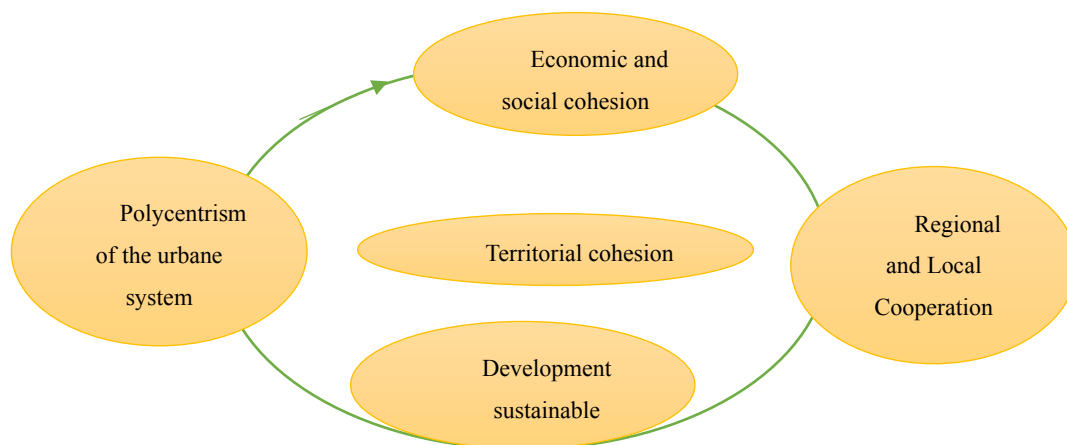 Economic and
social cohesion
Polycentrism
of the urbane
system
Territorial cohesion
Regional
and Local
Cooperation
Development
sustainable